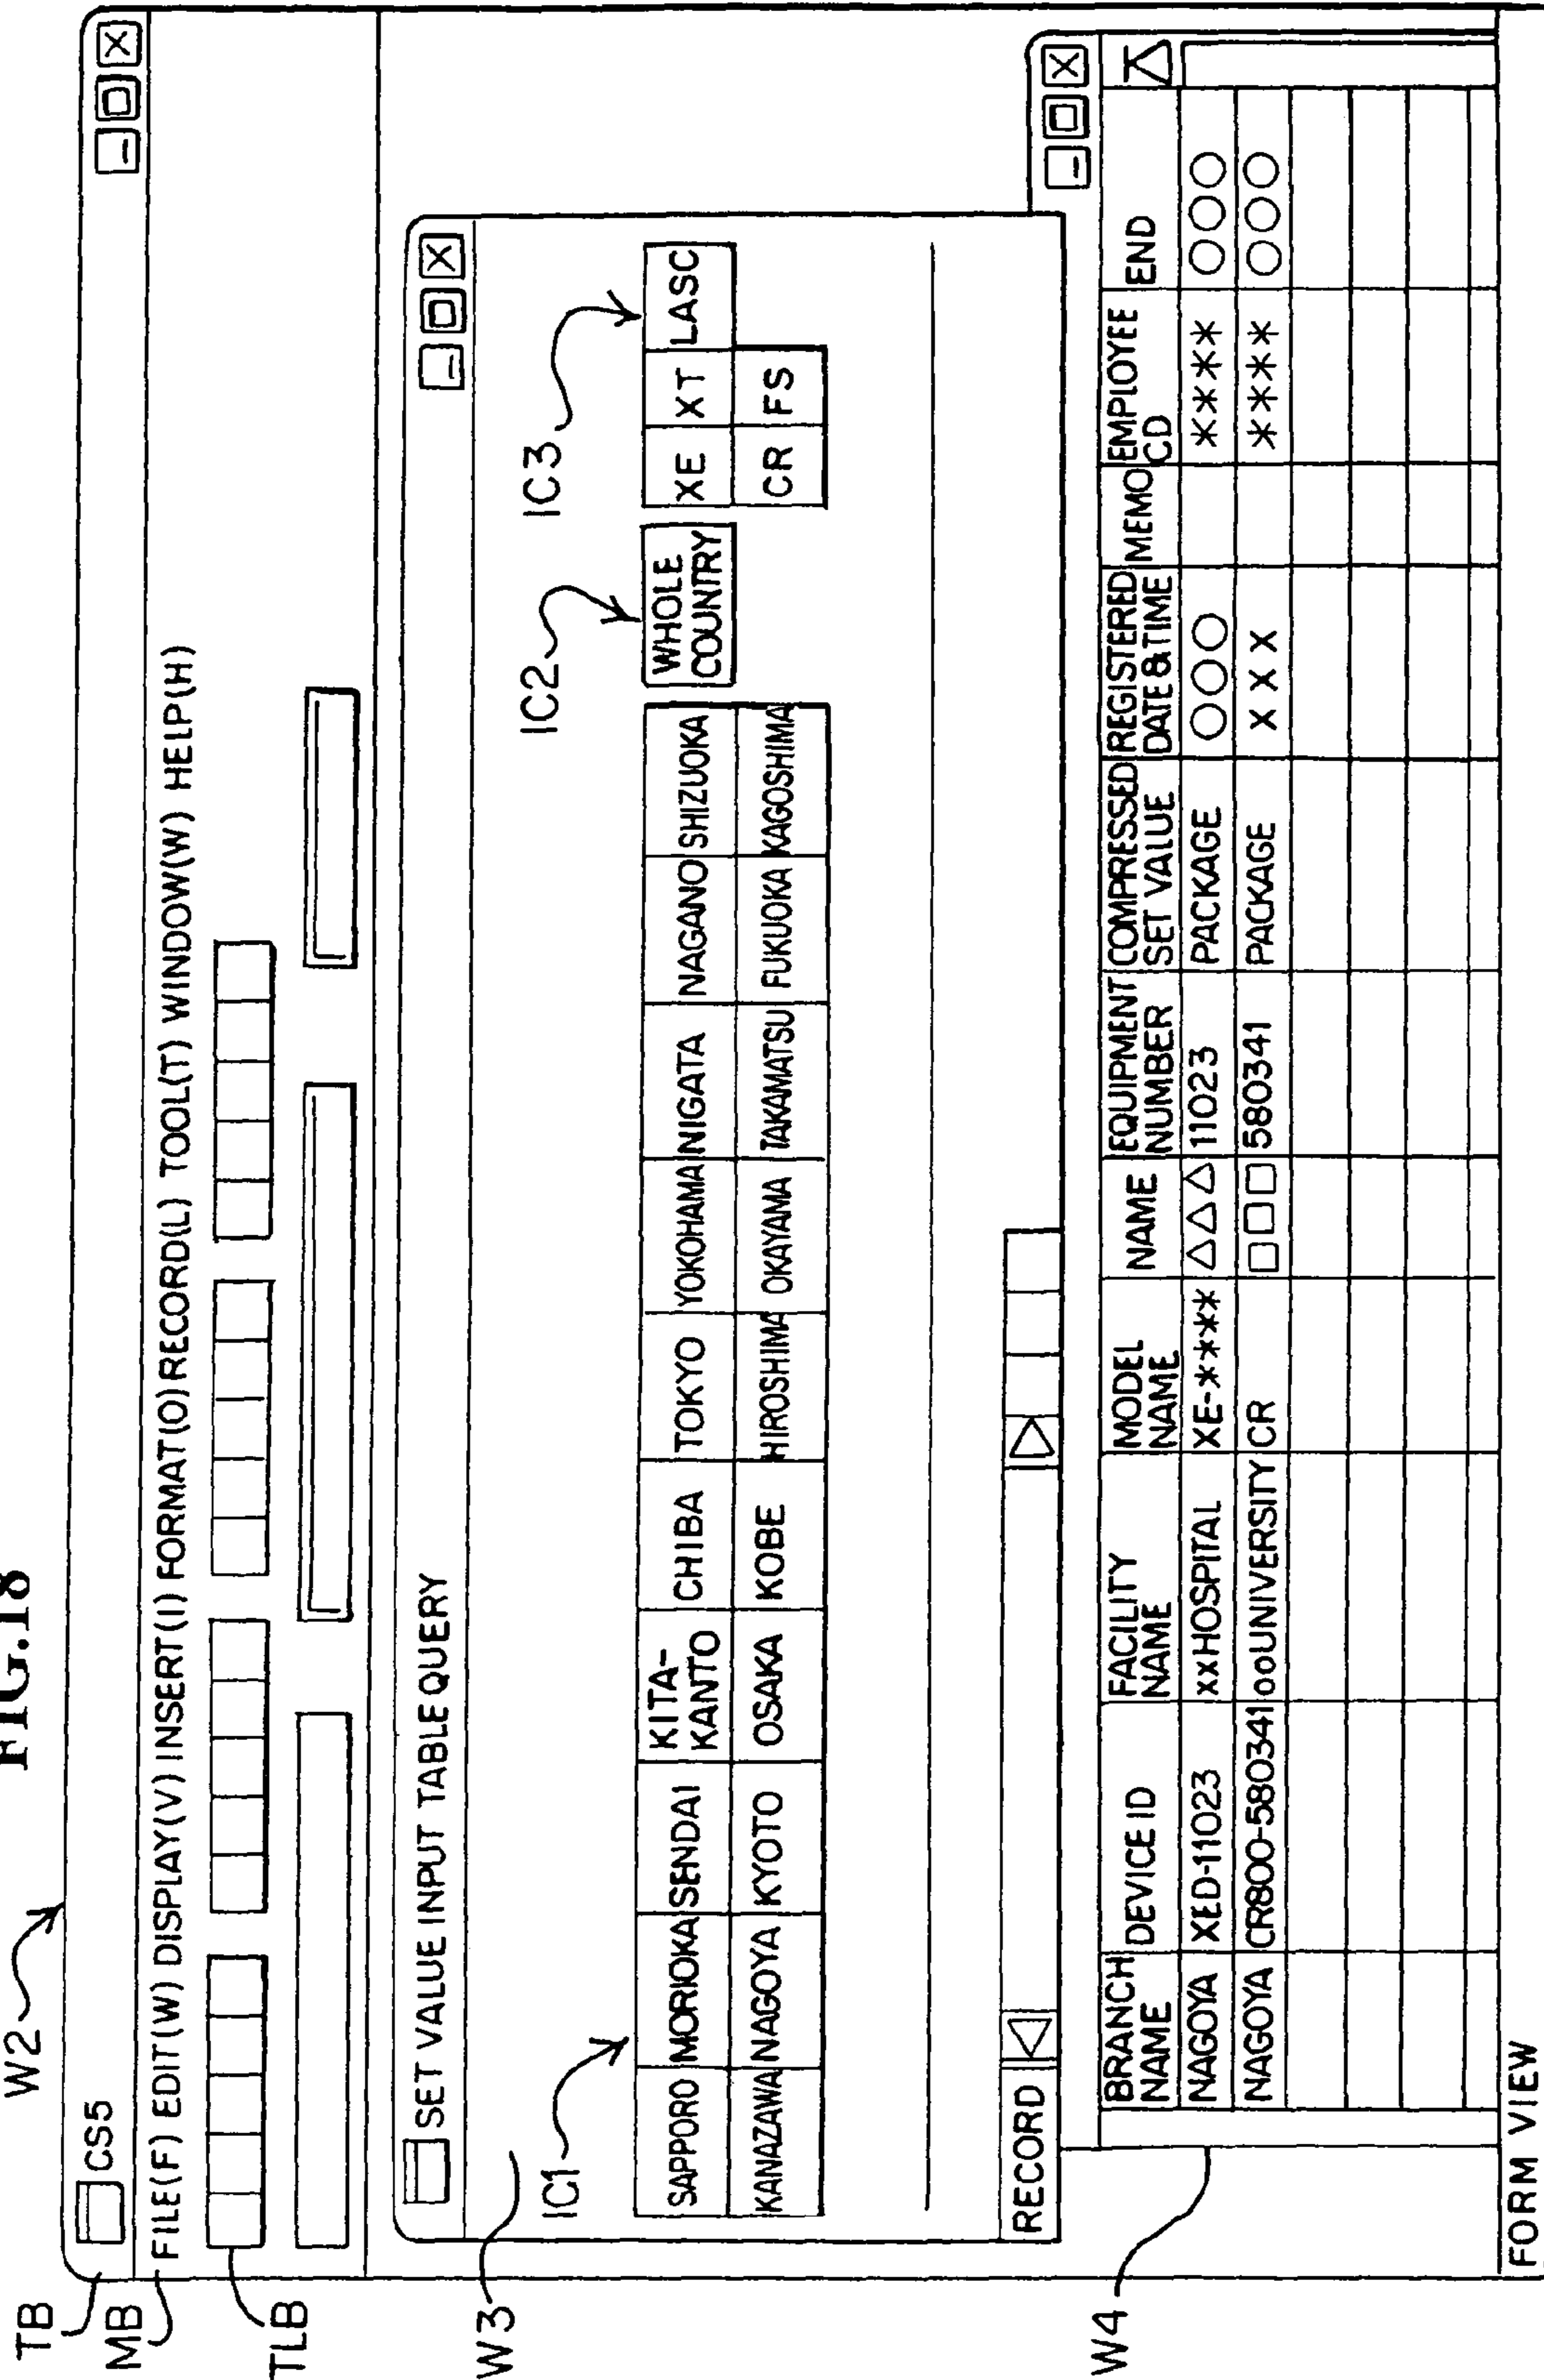 FIG.18
W2
TB
CS5
MB
FILE(F) EDIT(W) DISPLAY(V) INSERT(I) FORMAT(O) RECORD(L) TOOL(T) WINDOW(W) HELP(H)
TLB
SET VALUE INPUT TABLE QUERY
W3
IC1 IC2 IC3
SAPPORO MORIOKA SENDAI KITA-KANTO CHIBA TOKYO YOKOHAMA NIGATA NAGANO SHIZUOKA WHOLE COUNTRY XE XT LASC
KANAZAWA NAGOYA KYOTO OSAKA KOBE HIROSHIMA OKAYAMA TAKAMATSU FUKUOKA KAGOSHIMA CR FS
RECORD
W4
BRANCH NAME DEVICE ID FACILITY NAME MODEL NAME NAME EQUIPMENT NUMBER COMPRESSED SET VALUE REGISTERED DATE & TIME MEMO EMPLOYEE CD END
NAGOYA XED-11023 xxHOSPITAL XE-**** △△△ 11023 PACKAGE ○○○ **** ○○○
NAGOYA CR800-580341 ooUNIVERSITY CR □□□ 580341 PACKAGE x x x **** ○○○
FORM VIEW